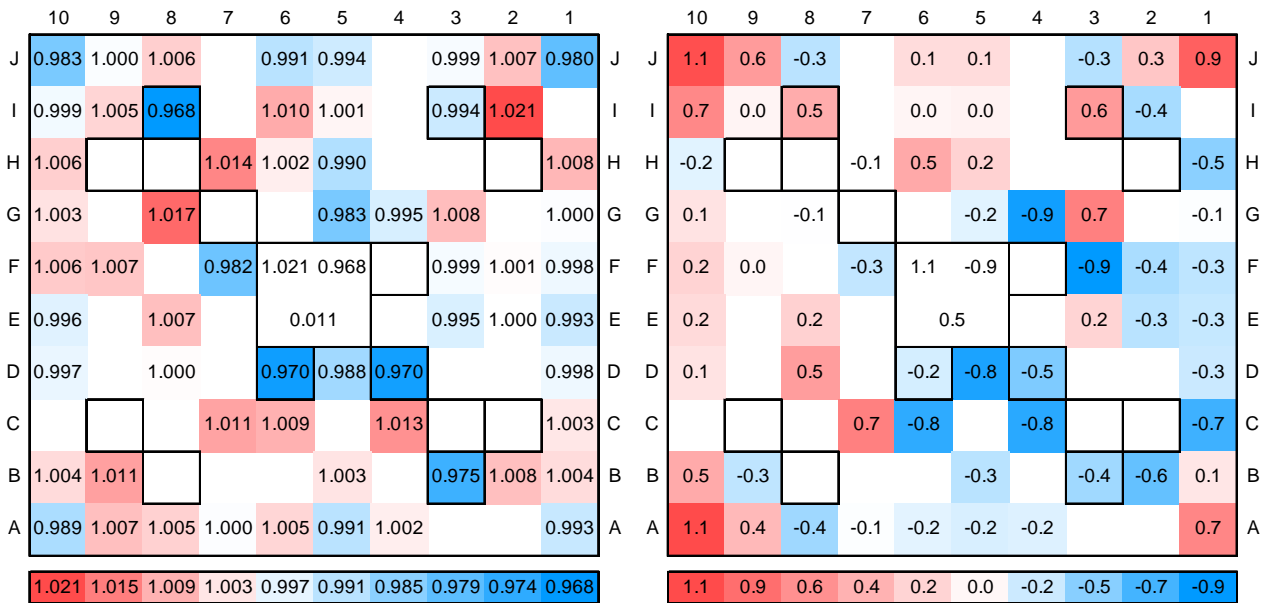 10 9 8 7 6 5 4 3 2 1 10 9 8 7 6 5 4 3 2 1
J 0.983 1.000 1.006 0.991 0.994 0.999 1.007 0.980 J J 1.1 0.6 -0.3 0.1 0.1 -0.3 0.3 0.9 J
I 0.999 1.005 0.968 1.010 1.001 0.994 1.021 I I 0.7 0.0 0.5 0.0 0.0 0.6 -0.4 I
H 1.006 1.014 1.002 0.990 1.008 H H -0.2 -0.1 0.5 0.2 -0.5 H
G 1.003 1.017 0.983 0.995 1.008 1.000 G G 0.1 -0.1 -0.2 -0.9 0.7 -0.1 G
F 1.006 1.007 0.982 1.021 0.968 0.999 1.001 0.998 F F 0.2 0.0 -0.3 1.1 -0.9 -0.9 -0.4 -0.3 F
E 0.996 1.007 0.011 0.995 1.000 0.993 E E 0.2 0.2 0.5 0.2 -0.3 -0.3 E
D 0.997 1.000 0.970 0.988 0.970 0.998 D D 0.1 0.5 -0.2 -0.8 -0.5 -0.3 D
C 1.011 1.009 1.013 1.003 C C 0.7 -0.8 -0.8 -0.7 C
B 1.004 1.011 1.003 0.975 1.008 1.004 B B 0.5 -0.3 -0.3 -0.4 -0.6 0.1 B
A 0.989 1.007 1.005 1.000 1.005 0.991 1.002 0.993 A A 1.1 0.4 -0.4 -0.1 -0.2 -0.2 -0.2 0.7 A
1.021 1.015 1.009 1.003 0.997 0.991 0.985 0.979 0.974 0.968 1.1 0.9 0.6 0.4 0.2 0.0 -0.2 -0.5 -0.7 -0.9